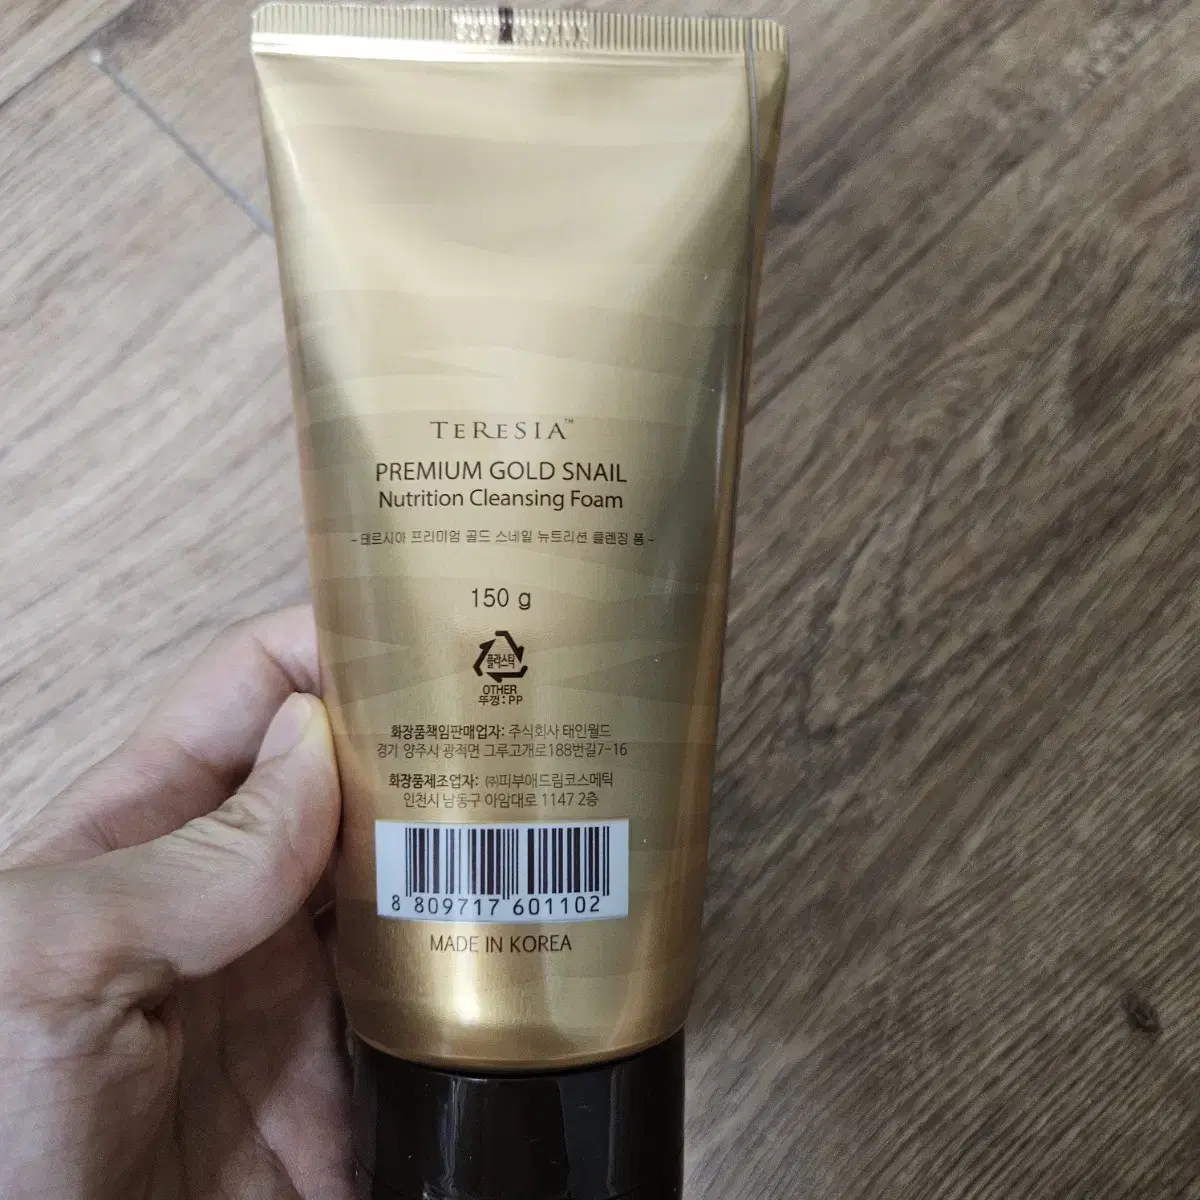 TERESIA™
PREMIUM GOLD SNAIL
Nutrition Cleansing Foam
- 테르시아 프리미엄 골드 스네일 뉴트리션 클렌징 폼 -
150 g
플라스틱
OTHER
뚜껑:PP
화장품책임판매업자: 주식회사 태인월드
경기 양주시 광적면 그루고개로188번길7-16
화장품제조업자: ㈜피부애드림코스메틱
인천시 남동구 아암대로 1147 2층
8 809717 601102
MADE IN KOREA